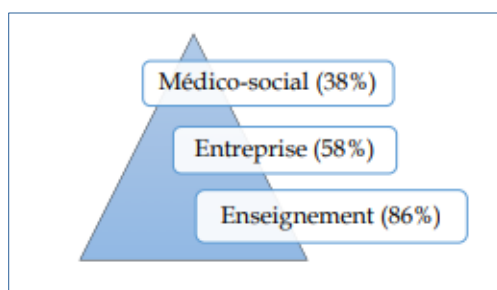 Médico-social (38%)
Entreprise (58%)
Enseignement (86%)